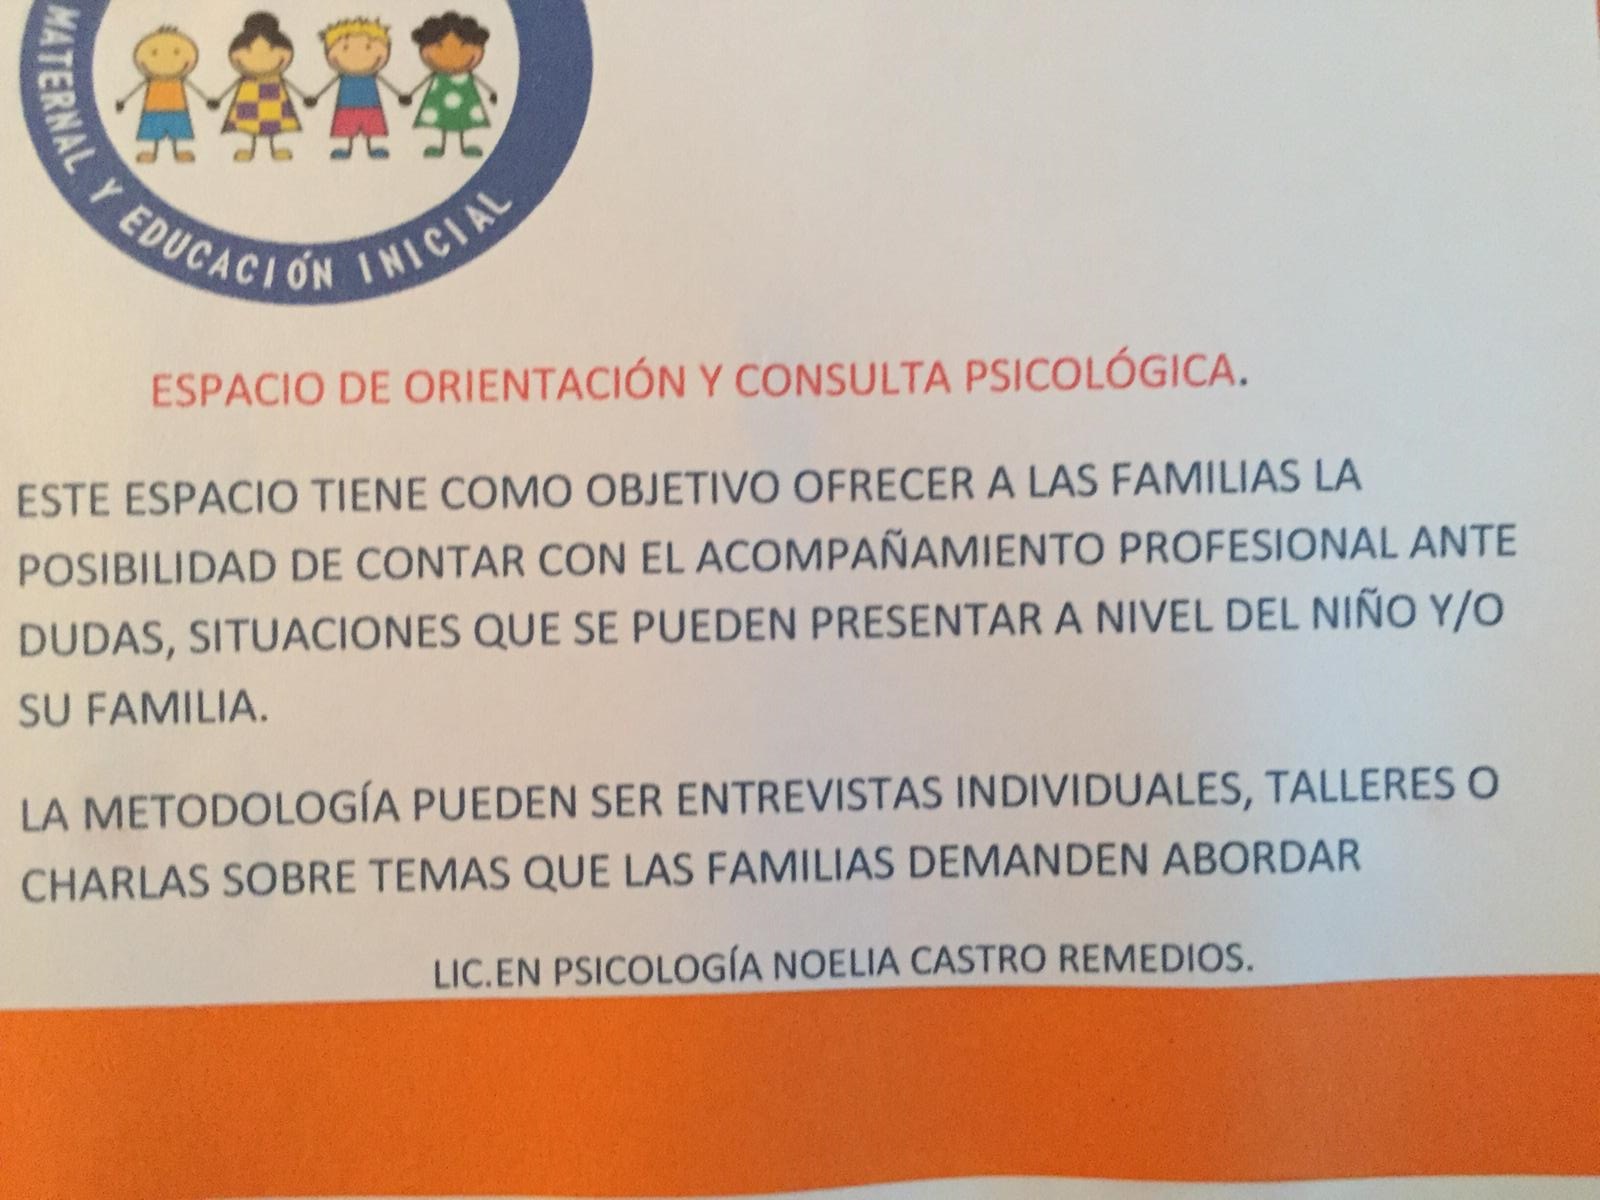 MATERNAL Y EDUCACIÓN INICIAL
ESPACIO DE ORIENTACIÓN Y CONSULTA PSICOLÓGICA.
ESTE ESPACIO TIENE COMO OBJETIVO OFRECER A LAS FAMILIAS LA
POSIBILIDAD DE CONTAR CON EL ACOMPAÑAMIENTO PROFESIONAL ANTE
DUDAS, SITUACIONES QUE SE PUEDEN PRESENTAR A NIVEL DEL NIÑO Y/O
SU FAMILIA.
LA METODOLOGÍA PUEDEN SER ENTREVISTAS INDIVIDUALES, TALLERES O
CHARLAS SOBRE TEMAS QUE LAS FAMILIAS DEMANDEN ABORDAR
LIC.EN PSICOLOGÍA NOELIA CASTRO REMEDIOS.